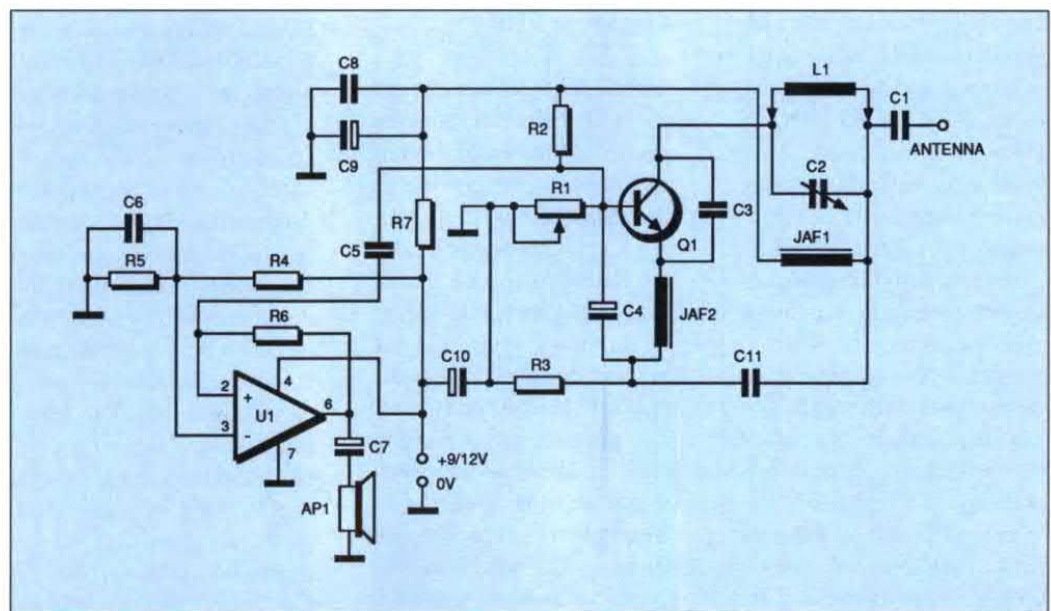 C8
L1
C1
R2
ANTENNA
C9
C6
R1
C2
C3
R7
Q1
C5
JAF1
R5
R4
C4
JAF2
R6
C10
R3
C11
2
4
+
U1
6
3
-
7
C7
+9/12V
0V
AP1